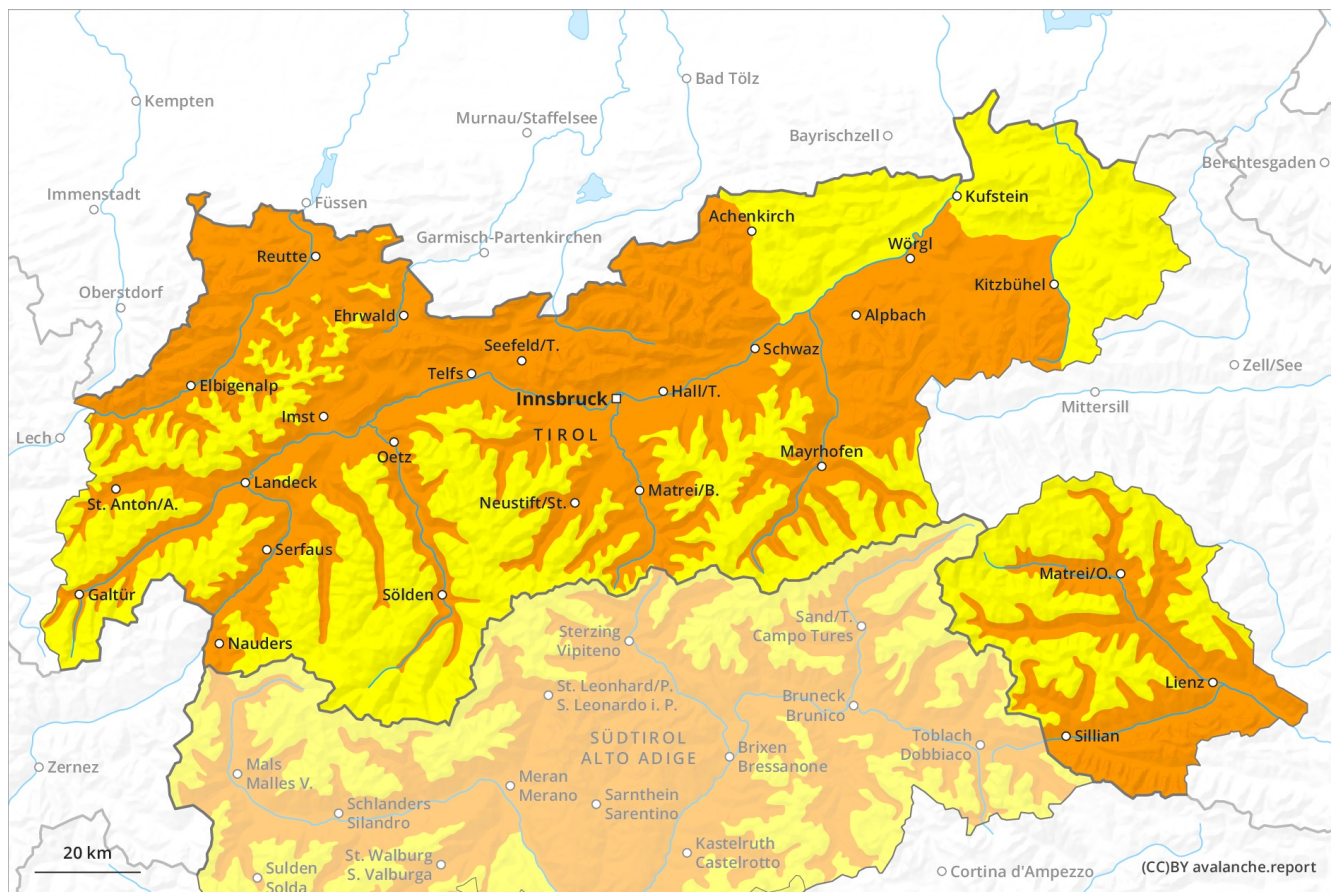 Kempten
Bad Tölz
Murnau/Staffelsee
Bayrischzell
Berchtesgaden
Immenstadt
Füssen
Kufstein
Achenkirch
Garmisch-Partenkirchen
Wörgl
Reutte
Kitzbühel
Oberstdorf
Ehrwald
Alpbach
Seefeld/T.
Schwaz
Zell/See
Telfs
Elbigenalp
Innsbruck
Hall/T.
Mittersill
Imst
TIROL
Lech
Oetz
Mayrhofen
Landeck
St. Anton/A.
Neustift/St.
Matrei/B.
Serfaus
Matrei/O.
Galtür
Sölden
Sand/T.
Campo Tures
Sterzing
Vipiteno
Nauders
Lienz
St. Leonhard/P.
S. Leonardo i. P.
Bruneck
Brunico
Sillian
SÜDTIROL
ALTO ADIGE
Toblach
Dobbiaco
Brixen
Bressanone
Zernez
Mals
Malles V.
Meran
Merano
Sarnthein
Sarentino
Schlanders
Silandro
Kastelruth
Castelrotto
20 km
St. Walburg
S. Valburga
Sulden
Solda
Cortina d'Ampezzo
(CC)BY avalanche.report